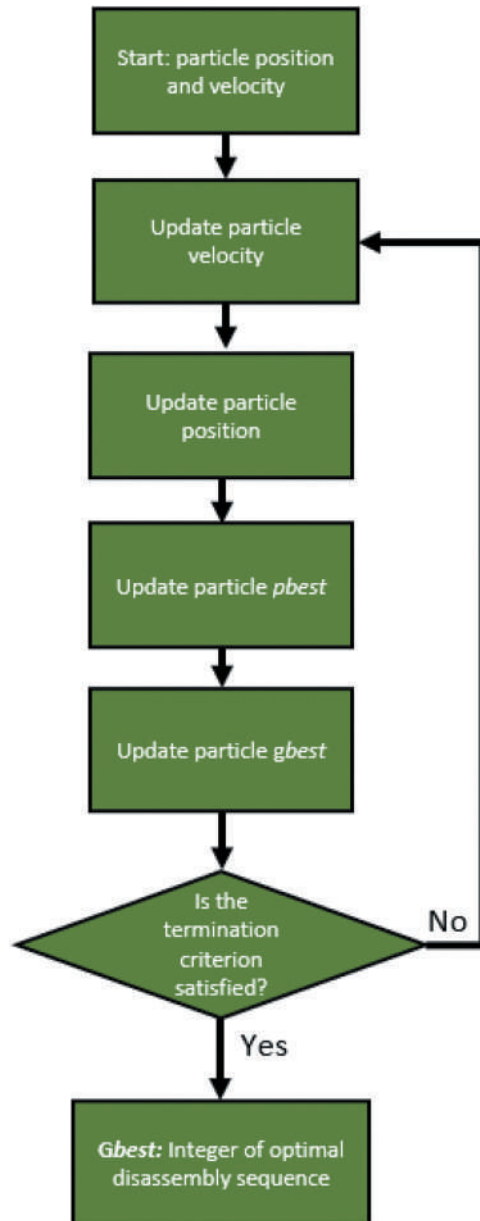 Start: particle position
and velocity
Update particle
velocity
Update particle
position
Update particle pbest
Update particle gbest
Is the
termination
criterion
satisfied?
No
Yes
Gbest: Integer of optimal
disassembly sequence